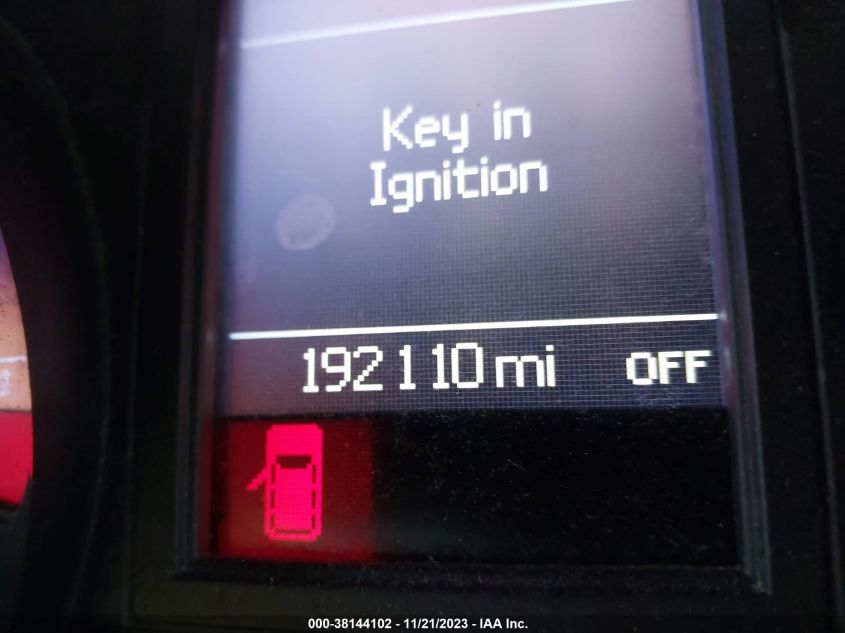 Key in
Ignition
192110 mi OFF
000-38144102 - 11/21/2023 - IAA Inc.